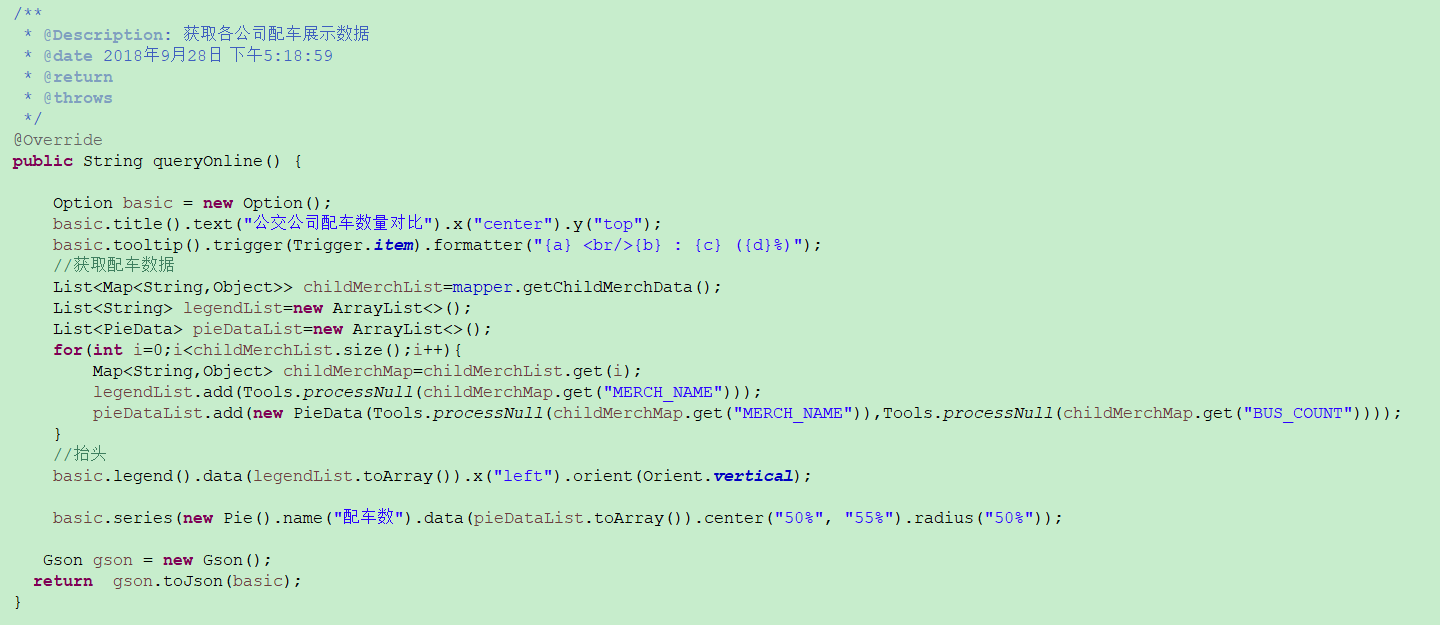 /**
 * @Description: 获取各公司配车展示数据
 * @date 2018年9月28日 下午5:18:59
 * @return
 * @throws
 */
@Override
public String queryOnline() {
    Option basic = new Option();
    basic.title().text("公交公司配车数量对比").x("center").y("top");
    basic.tooltip().trigger(Trigger.item).formatter("{a} <br/>{b} : {c} ({d}%)");
    //获取配车数据
    List<Map<String,Object>> childMerchList=mapper.getChildMerchData();
    List<String> legendList=new ArrayList<>();
    List<PieData> pieDataList=new ArrayList<>();
    for(int i=0;i<childMerchList.size();i++){
        Map<String,Object> childMerchMap=childMerchList.get(i);
        legendList.add(Tools.processNull(childMerchMap.get("MERCH_NAME")));
        pieDataList.add(new PieData(Tools.processNull(childMerchMap.get("MERCH_NAME")),Tools.processNull(childMerchMap.get("BUS_COUNT"))));
    }
    //抬头
    basic.legend().data(legendList.toArray()).x("left").orient(Orient.vertical);
    basic.series(new Pie().name("配车数").data(pieDataList.toArray()).center("50%", "55%").radius("50%"));
   Gson gson = new Gson();
  return  gson.toJson(basic);
}